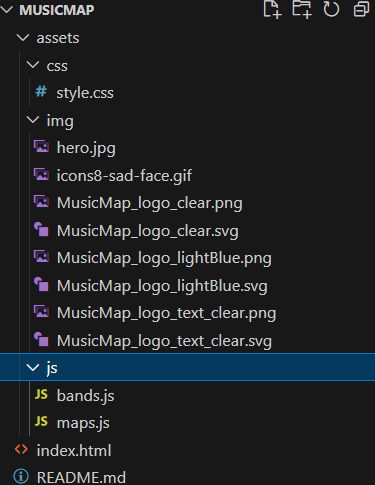 MUSICMAP
assets
css
# style.css
img
hero.jpg
icons8-sad-face.gif
MusicMap_logo_clear.png
MusicMap_logo_clear.svg
MusicMap_logo_lightBlue.png
MusicMap_logo_lightBlue.svg
MusicMap_logo_text_clear.png
MusicMap_logo_text_clear.svg
js
JS bands.js
JS maps.js
<> index.html
README.md